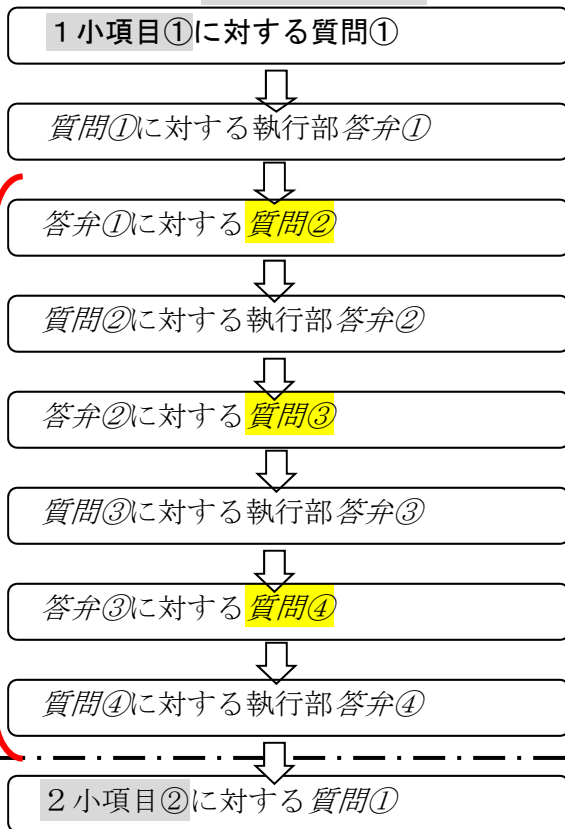 １小項目①に対する質問①
質問①に対する執行部答弁①
答弁①に対する質問②
質問②に対する執行部答弁②
答弁②に対する質問③
質問③に対する執行部答弁③
答弁③に対する質問④
質問④に対する執行部答弁④
２小項目②に対する質問①